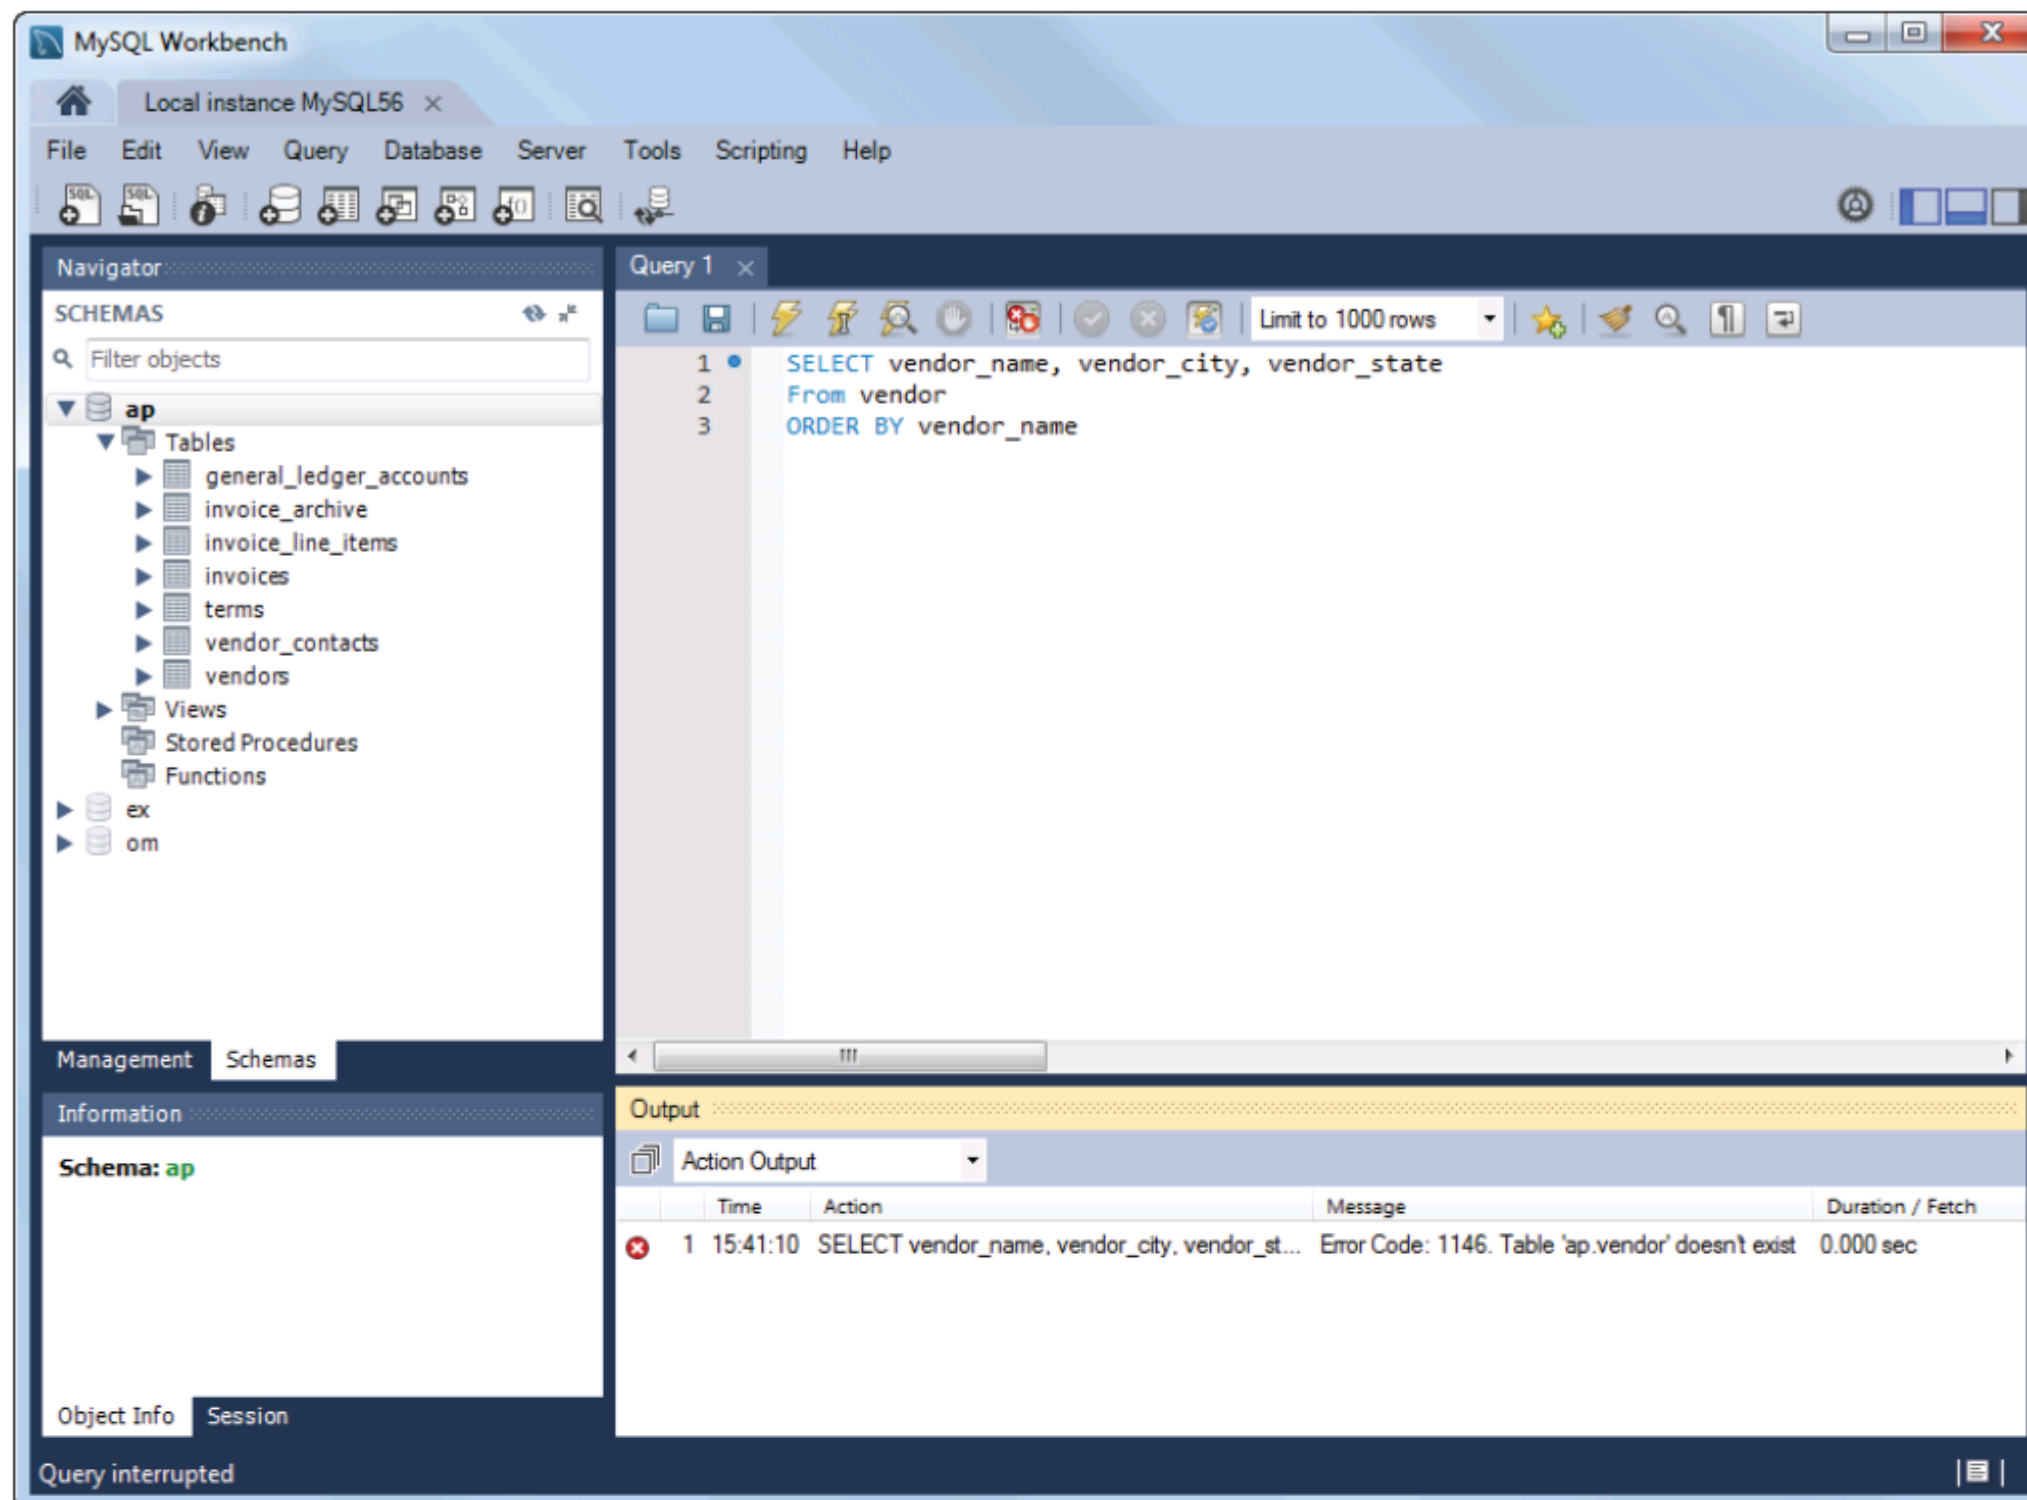 MySQL Workbench
Local instance MySQL56
File Edit View Query Database Server Tools Scripting Help
SQL SQL
Navigator
SCHEMAS
Filter objects
ap
Tables
general_ledger_accounts
invoice_archive
invoice_line_items
invoices
terms
vendor_contacts
vendors
Views
Stored Procedures
Functions
ex
om
Management Schemas
Information
Schema: ap
Object Info Session
Query 1
Limit to 1000 rows
1 SELECT vendor_name, vendor_city, vendor_state
2 From vendor
3 ORDER BY vendor_name
Output
Action Output
Time Action Message Duration / Fetch
1 15:41:10 SELECT vendor_name, vendor_city, vendor_st... Error Code: 1146. Table 'ap.vendor' doesn't exist 0.000 sec
Query interrupted